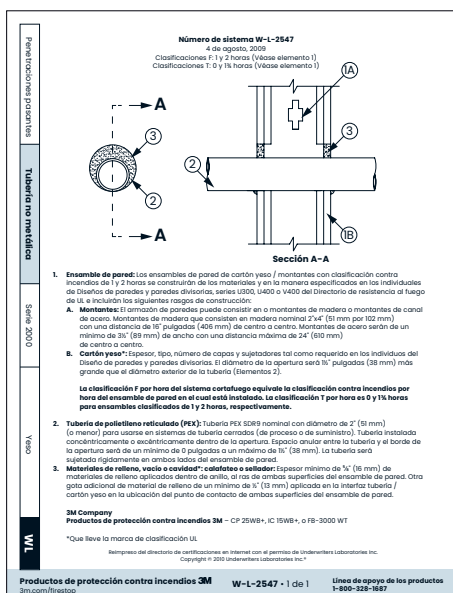 Número de sistema W-L-2547
4 de agosto, 2009
Clasificaciones F: 1 y 2 horas (Véase elemento 1)
Clasificaciones T: 0 y 1¾ horas (Véase elemento 1)
Penetraciones pasantes
Tubería no metálica
Serie 2000
Yeso
WL
A
3
2
A
1A
3
2
1B
Sección A-A
1. Ensamble de pared: Los ensambles de pared de cartón yeso / montantes con clasificación contra
incendios de 1 y 2 horas se construirán de los materiales y en la manera especificados en los individuales
de Diseños de paredes y paredes divisorias, series U300, U400 o V400 del Directorio de resistencia al fuego
de UL e incluirán los siguientes rasgos de construcción:
A. Montantes: El armazón de paredes puede consistir en o montantes de madera o montantes de canal
de acero. Montantes de madera que consisten en madera nominal 2"x4" (51 mm por 102 mm)
con una distancia de 16" pulgadas (406 mm) de centro a centro. Montantes de acero serán de un
mínimo de 3½" (89 mm) de ancho con una distancia máxima de 24" (610 mm)
de centro a centro.
B. Cartón yeso*: Espesor, tipo, número de capas y sujetadores tal como requerido en los individuos del
Diseño de paredes y paredes divisorias. El diámetro de la apertura será 1½" pulgadas (38 mm) más
grande que el diámetro exterior de la tubería (Elementos 2).
La clasificación F por hora del sistema cortafuego equivale la clasificación contra incendios por
hora del ensamble de pared en el cual está instalado. La clasificación T por hora es 0 y 1¾ horas
para ensambles clasificados de 1 y 2 horas, respectivamente.
2. Tubería de polietileno reticulado (PEX): Tubería PEX SDR9 nominal con diámetro de 2" (51 mm)
(o menor) para usarse en sistemas de tubería cerrados (de proceso o de suministro). Tubería instalada
concéntricamente o excéntricamente dentro de la apertura. Espacio anular entre la tubería y el borde de
la apertura será de un mínimo de 0 pulgadas a un máximo de 1½" (38 mm). La tubería será
sujetada rígidamente en ambos lados del ensamble de pared.
3. Materiales de relleno, vacío o cavidad*: calafateo o sellador: Espesor mínimo de ⅝" (16 mm) de
materiales de relleno aplicados dentro de anillo, al ras de ambas superficies del ensamble de pared. Otra
gota adicional de material de relleno de un mínimo de ½" (13 mm) aplicada en la interfaz tubería /
cartón yeso en la ubicación del punto de contacto de ambas superficies del ensamble de pared.
3M Company
Productos de protección contra incendios 3M – CP 25WB+, IC 15WB+, o FB-3000 WT
*Que lleva la marca de clasificación UL
Reimpreso del directorio de certificaciones en Internet con el permiso de Underwriters Laboratories Inc.
Copyright © 2010 Underwriters Laboratories Inc.®
Productos de protección contra incendios 3M
3m.com/firestop
W-L-2547 • 1 de 1
Línea de apoyo de los productos
1-800-328-1687